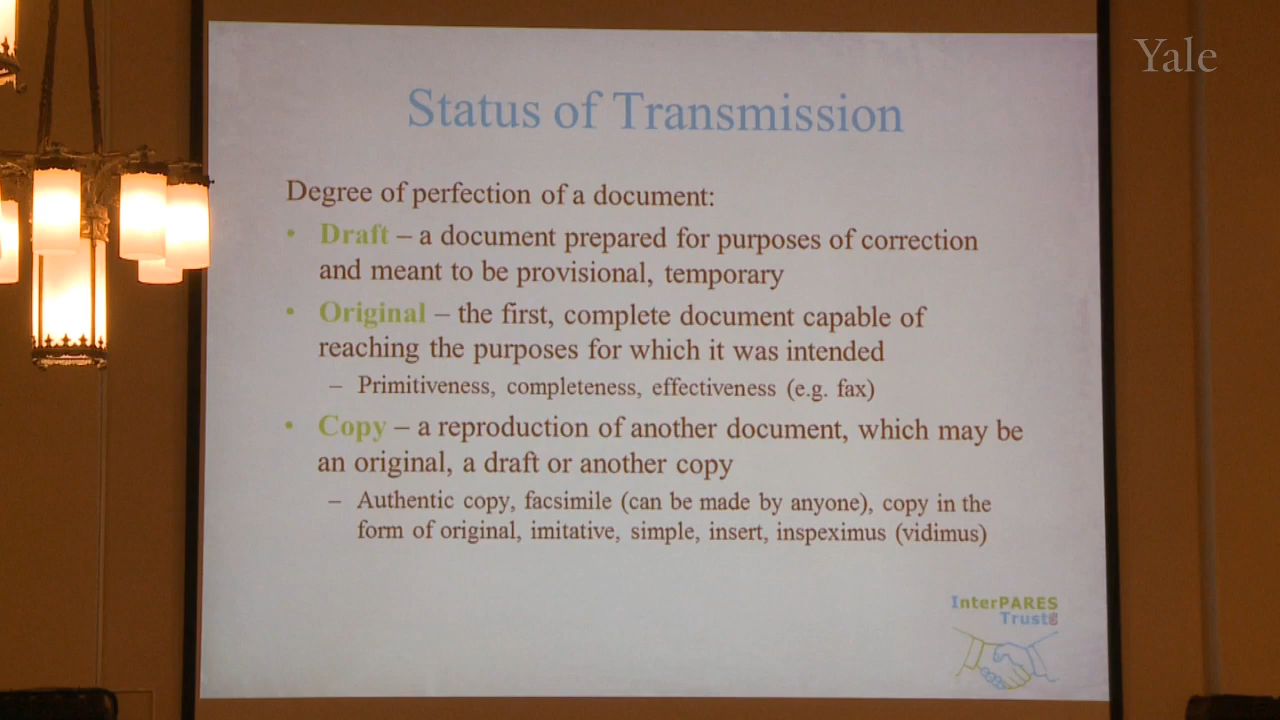 Yale
Status of Transmission
Degree of perfection of a document:
• Draft – a document prepared for purposes of correction
and meant to be provisional, temporary
• Original – the first, complete document capable of
reaching the purposes for which it was intended
– Primitiveness, completeness, effectiveness (e.g. fax)
• Copy – a reproduction of another document, which may be
an original, a draft or another copy
– Authentic copy, facsimile (can be made by anyone), copy in the
form of original, imitative, simple, insert, inspeximus (vidimus)
InterPARES
Trust